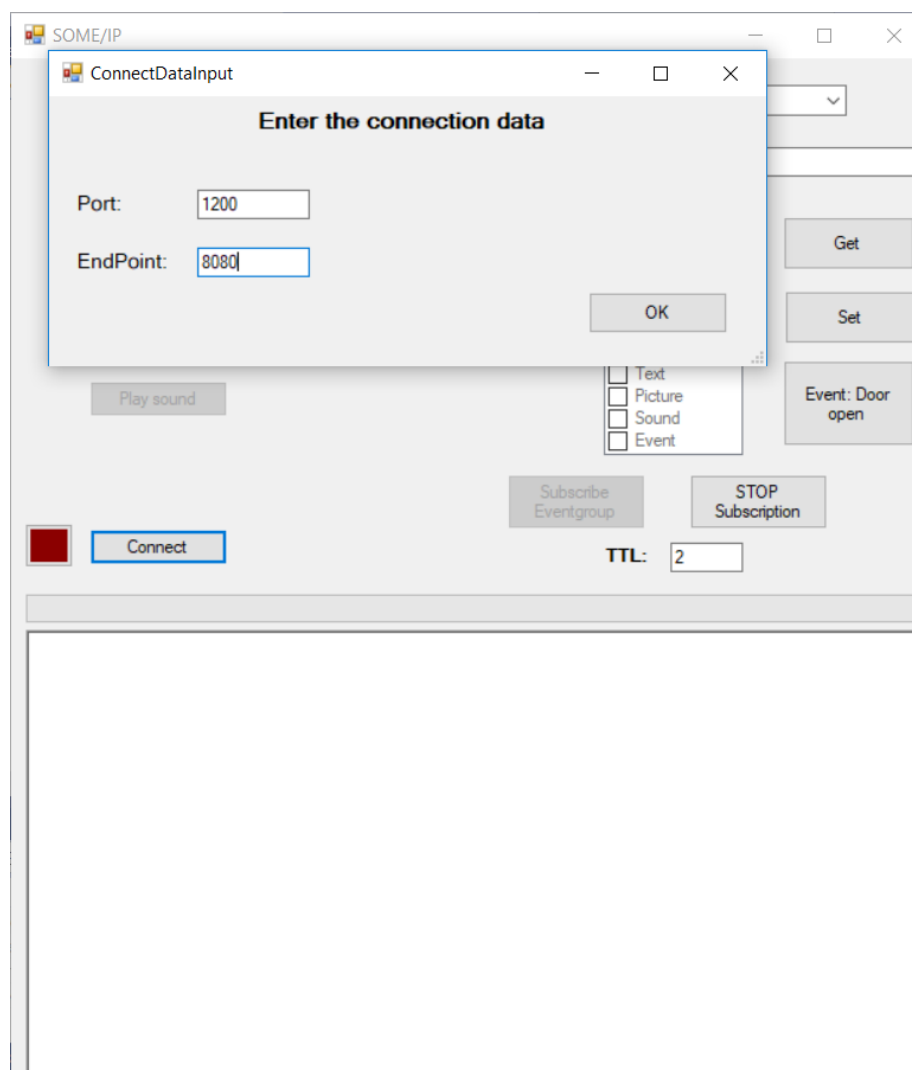 SOME/IP
ConnectDataInput
Enter the connection data
Port:
1200
EndPoint:
8080
OK
Get
Set
Text
Picture
Sound
Event
Play sound
Event: Door
open
Subscribe
Eventgroup
STOP
Subscription
Connect
TTL:
2